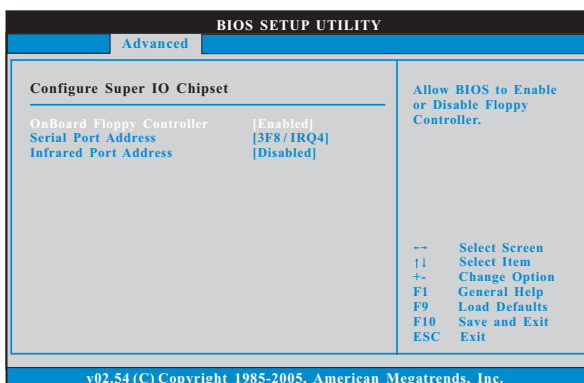 BIOS SETUP UTILITY
Advanced
Configure Super IO Chipset
OnBoard Floppy Controller [Enabled]
Serial Port Address [3F8 / IRQ4]
Infrared Port Address [Disabled]
Allow BIOS to Enable
or Disable Floppy
Controller.
←→ Select Screen
↑↓ Select Item
+- Change Option
F1 General Help
F9 Load Defaults
F10 Save and Exit
ESC Exit
v02.54 (C) Copyright 1985-2005, American Megatrends, Inc.